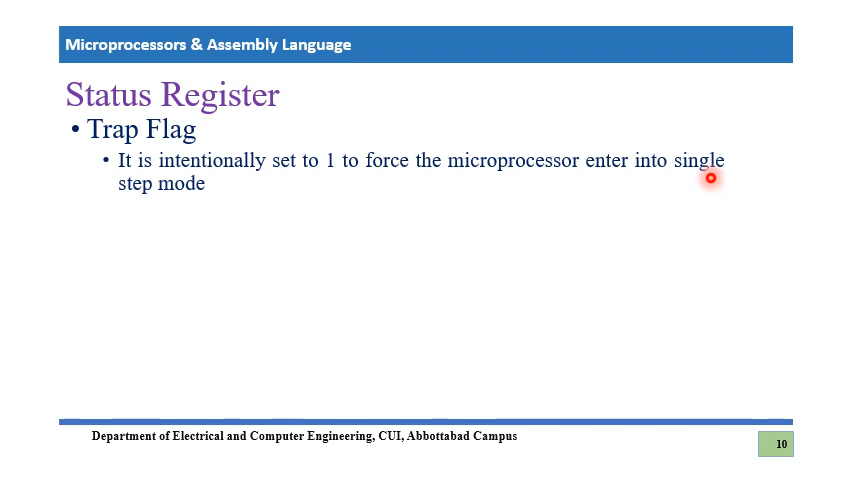 Microprocessors & Assembly Language
Status Register
• Trap Flag
• It is intentionally set to 1 to force the microprocessor enter into single
step mode
Department of Electrical and Computer Engineering, CUI, Abbottabad Campus
10